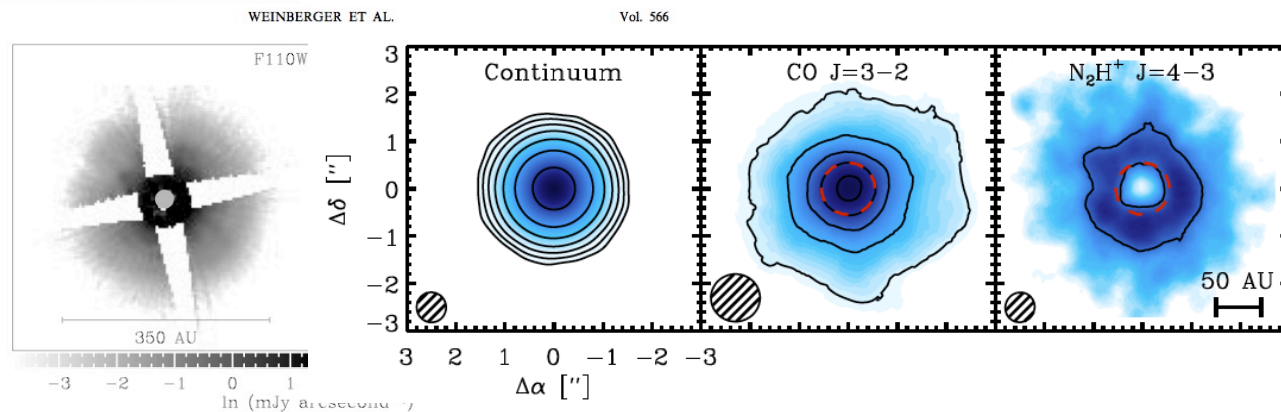 WEINBERGER ET AL. Vol. 566
F110W
350 AU
−3 −2 −1 0 1
ln (mJy arcsecond
Continuum
CO J=3−2
N₂H⁺ J=4−3
50 AU
3
2
1
0
−1
−2
−3
Δδ ["]
3 2 1 0 −1 −2 −3
Δα ["]